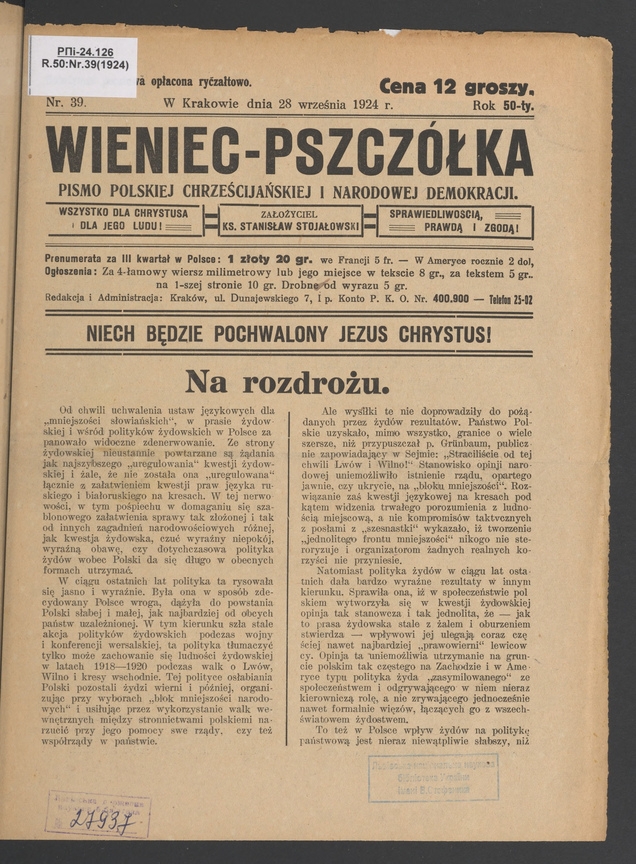 РПі-24.126
R.50:Nr.39(1924)
opłacona ryczałtowo.
Cena 12 groszy.
Nr. 39.
W Krakowie dnia 28 września 1924 r.
Rok 50-ty.
WIENIEC-PSZCZÓŁKA
PISMO POLSKIEJ CHRZEŚCIJAŃSKIEJ I NARODOWEJ DEMOKRACJI.
WSZYSTKO DLA CHRYSTUSA
I DLA JEGO LUDU!
ZAŁOŻYCIEL
KS. STANISŁAW STOJAŁOWSKI
SPRAWIEDLIWOŚCIĄ,
PRAWDĄ I ZGODĄ!
Prenumerata za III kwartał w Polsce: 1 złoty 20 gr. we Francji 5 fr. — W Ameryce rocznie 2 dol,
Ogłoszenia: Za 4-łamowy wiersz milimetrowy lub jego miejsce w tekscie 8 gr., za tekstem 5 gr..
na 1-szej stronie 10 gr. Drobne od wyrazu 5 gr.
Redakcja i Administracja: Kraków, ul. Dunajewskiego 7, I p. Konto P. K. O. Nr. 400.900 — Telefon 25-02
NIECH BĘDZIE POCHWALONY JEZUS CHRYSTUS!
Na rozdrożu.
Od chwili uchwalenia ustaw językowych dla
„mniejszości słowiańskich“, w prasie żydow-
skiej i wśród polityków żydowskich w Polsce za
panowało widoczne zdenerwowanie. Ze strony
żydowskiej nieustannie powtarzane są żądania
jak najszybszego „uregulowania“ kwestji żydow-
skiej i żale, że nie została ona „uregulowana“
łącznie z załatwieniem kwestji praw języka ru-
skiego i białoruskiego na kresach. W tej nerwo-
wości, w tym pośpiechu w domaganiu się sza-
blonowego załatwienia sprawy tak złożonej i tak
od innych zagadnień narodowościowych różnej,
jak kwestja żydowska, czuć wyraźny niepokój,
wyraźną obawę, czy dotychczasowa polityka
żydów wobec Polski da się długo w obecnych
formach utrzymać.
W ciągu ostatnich lat polityka ta rysowała
się jasno i wyraźnie. Była ona w sposób zde-
cydowany Polsce wroga, dążyła do powstania
Polski słabej i małej, jak najbardziej od obcych
państw uzależnionej. W tym kierunku szła stale
akcja polityków żydowskich podczas wojny
i konferencji wersalskiej, ta polityka tłumaczyć
tylko może zachowanie się ludności żydowskiej
w latach 1918—1920 podczas walk o Lwów,
Wilno i kresy wschodnie. Tej polityce osłabiania
Polski pozostali żydzi wierni i później, organi-
zując przy wyborach „blok mniejszości narodo-
wych“ i usiłując przez wykorzystanie walk we-
wnętrznych między stronnictwami polskiemi na-
rzucić przy jego pomocy swe rządy, czy też
współrządy w państwie.
Ale wysiłki te nie doprowadziły do pożą-
danych przez żydów rezultatów. Państwo Pol-
skie uzyskało, mimo wszystko, granice o wiele
szersze, niż przypuszczał p. Grünbaum, publicz-
nie zapowiadający w Sejmie: „Straciliście od tej
chwili Lwów i Wilno!“ Stanowisko opinji naro-
dowej uniemożliwiło istnienie rządu, opartego
jawnie, czy ukrycie, na „bloku mniejszości“. Roz-
wiązanie zaś kwestji językowej na kresach pod
kątem widzenia trwałego porozumienia z ludno-
ścią miejscową, a nie kompromisów taktycznych
z posłami z „szesnastki“ wykazało, iż tworzenie
„jednolitego frontu mniejszości“ nikogo nie ste-
roryzuje i organizatorom żadnych realnych ko-
rzyści nie przyniesie.
Natomiast polityka żydów w ciągu lat osta-
tnich dała bardzo wyraźne rezultaty w innym
kierunku. Sprawiła ona, iż w społeczeństwie pol
skiem wytworzyła się w kwestji żydowskiej
opinja tak stanowcza i tak jednolita, że — jak
to prasa żydowska stale z żalem i oburzeniem
stwierdza — wpływowi jej ulegają coraz czę
ściej nawet najbardziej „prawowierni“ lewicow
cy. Opinja ta uniemożliwia utrzymanie na grun-
cie polskim tak częstego na Zachodzie i w Ame
ryce typu polityka żyda „zasymilowanego“ ze
społeczeństwem i odgrywającego w niem nieraz
kierowniczą rolę, a nie zrywającego jednocześnie
nawet formalnie więzów, łączących go z wszech-
światowem żydostwem.
To też w Polsce wpływ żydów na politykę
państwową jest nieraz niewątpliwie słabszy, niż
27937